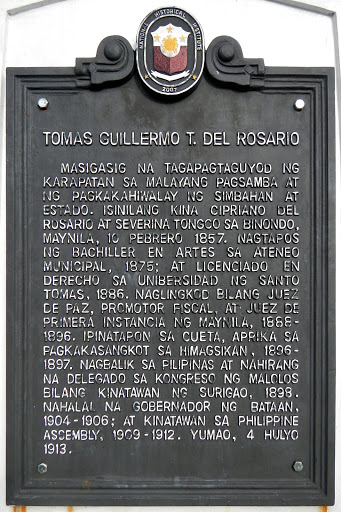 NATIONAL HISTORICAL INSTITUTE
2007
TOMAS GUILLERMO T. DEL ROSARIO
MASIGASIG NA TAGAPAGTAGUYOD NG
KARAPATAN SA MALAYANG PAGSAMBA AT
NG PAGKAKAHIWALAY NG SIMBAHAN AT
ESTADO. ISINILANG KINA CIPRIANO DEL
ROSARIO AT SEVERINA TONGCO SA BINONDO,
MAYNILA, 10 PEBRERO 1857. NAGTAPOS
NG BACHILLER EN ARTES SA ATENEO
MUNICIPAL, 1875; AT LICENCIADO EN
DERECHO SA UNIBERSIDAD NG SANTO
TOMAS, 1886. NAGLINGKOD BILANG JUEZ
DE PAZ, PROMOTOR FISCAL, AT JUEZ DE
PRIMERA INSTANCIA NG MAYNILA, 1888-
1896. IPINATAPON SA CUETA, APRIKA SA
PAGKAKASANGKOT SA HIMAGSIKAN, 1896-
1897. NAGBALIK SA PILIPINAS AT NAHIRANG
NA DELEGADO SA KONGRESO NG MALOLOS
BILANG KINATAWAN NG SURIGAO, 1898.
NAHALAL NA GOBERNADOR NG BATAAN,
1904-1906; AT KINATAWAN SA PHILIPPINE
ASSEMBLY, 1909-1912. YUMAO, 4 HULYO
1913.